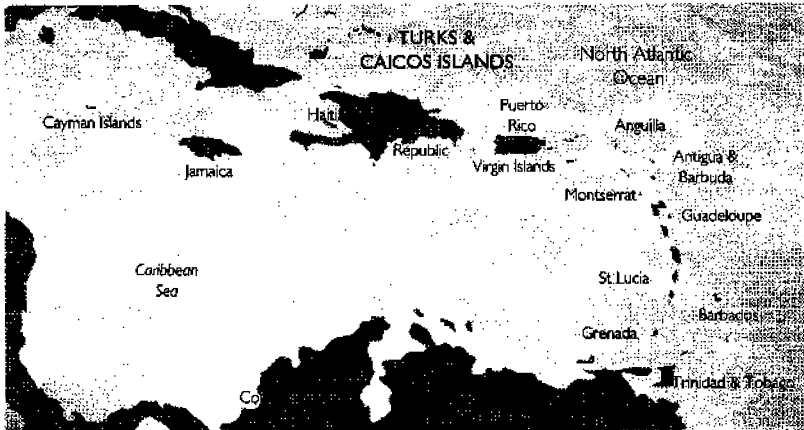 TURKS &
CAICOS ISLANDS
North Atlantic
Ocean
Cayman Islands
Haiti
Puerto
Rico
Anguilla
Jamaica
Republic
Virgin Islands
Antigua &
Barbuda
Montserrat
Guadeloupe
Caribbean
Sea
St.Lucia
Barbados
Grenada
Trinidad & Tobago
Co